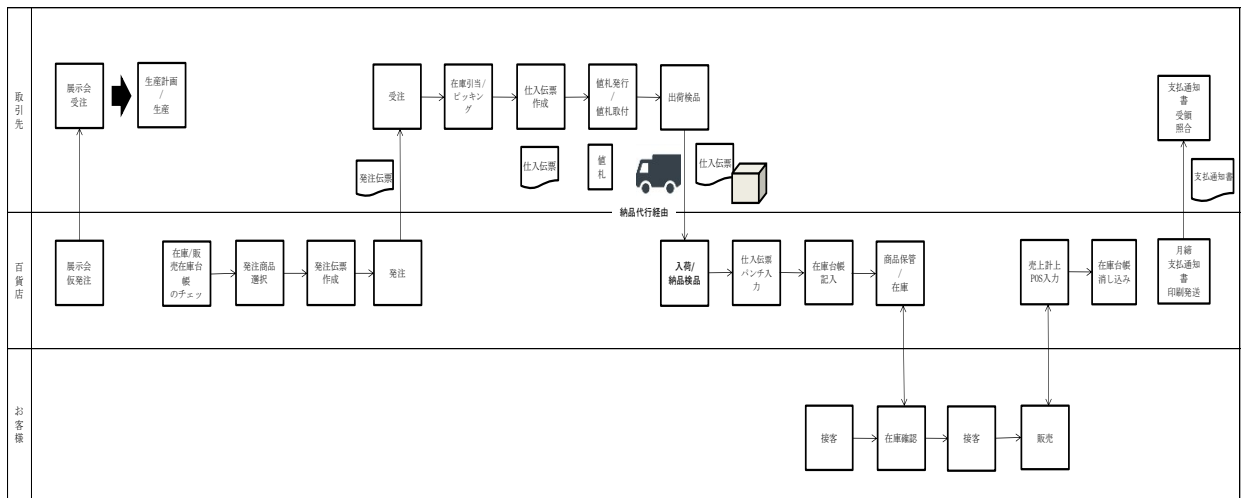 取引先
展示会
受注
生産計画
/
生産
受注
在庫引当/
ピッキン
グ
仕入伝票
作成
値札発行
/
値札取付
出荷検品
支払通知
書
受領
照合
発注伝票
仕入伝票
値
札
仕入伝票
支払通知書
納品代行経由
百貨店
展示会
仮発注
在庫/販
売在庫台
帳
のチェッ
発注商品
選択
発注伝票
作成
発注
入荷/
納品検品
仕入伝票
パンチ入
力
在庫台帳
記入
商品保管
/
在庫
売上計上
POS入力
在庫台帳
消し込み
月締
支払通知
書
印刷発送
お客様
接客
在庫確認
接客
販売